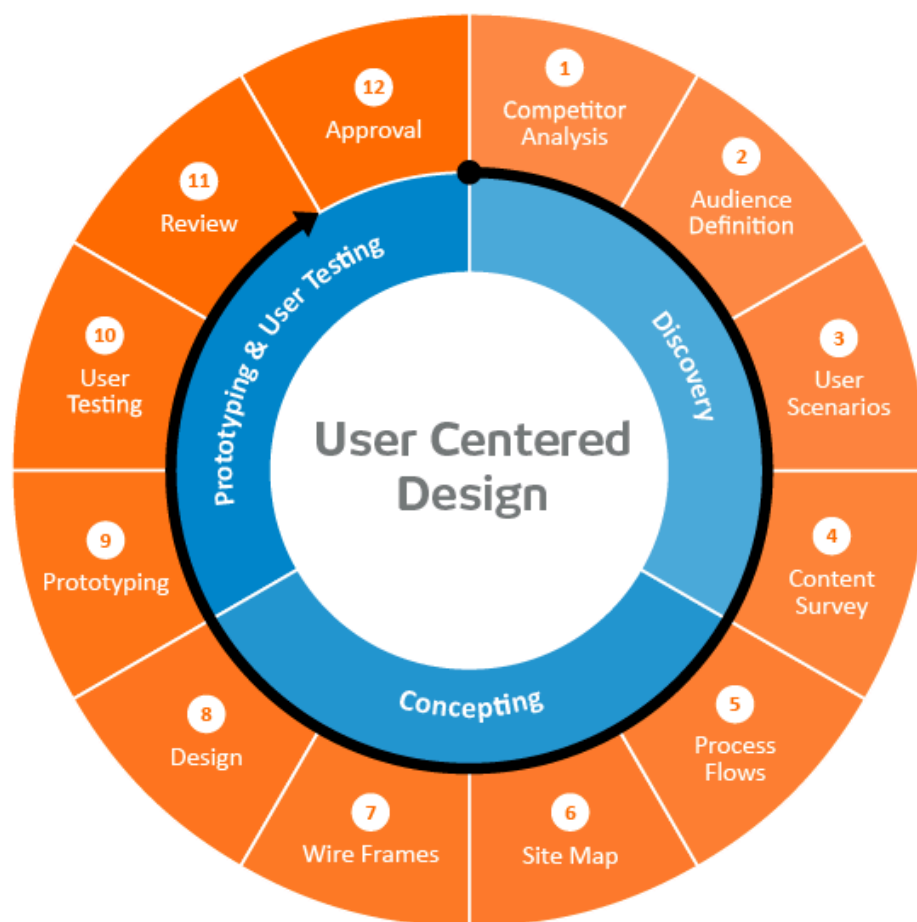 User Centered
Design
Discovery
Concepting
Prototyping & User Testing
1
Competitor
Analysis
2
Audience
Definition
3
User
Scenarios
4
Content
Survey
5
Process
Flows
6
Site Map
7
Wire Frames
8
Design
9
Prototyping
10
User
Testing
11
Review
12
Approval